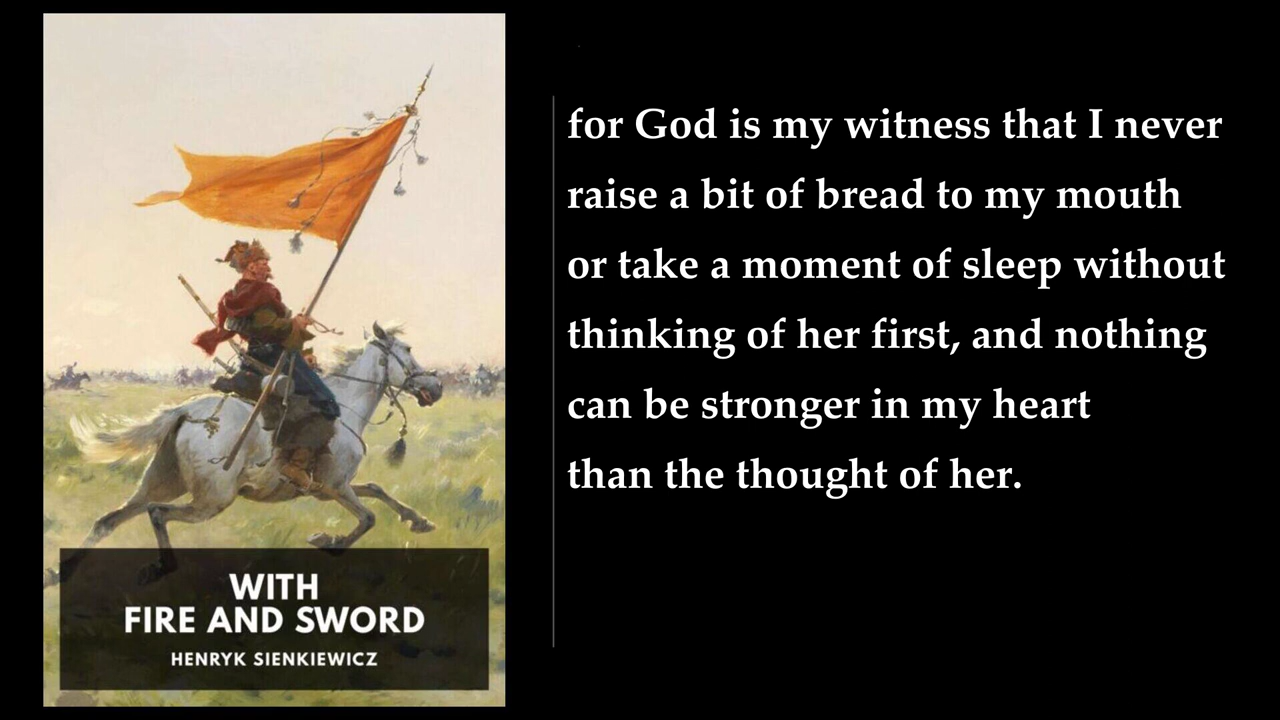 for God is my witness that I never
raise a bit of bread to my mouth
or take a moment of sleep without
thinking of her first, and nothing
can be stronger in my heart
than the thought of her.
WITH
FIRE AND SWORD
HENRYK SIENKIEWICZ